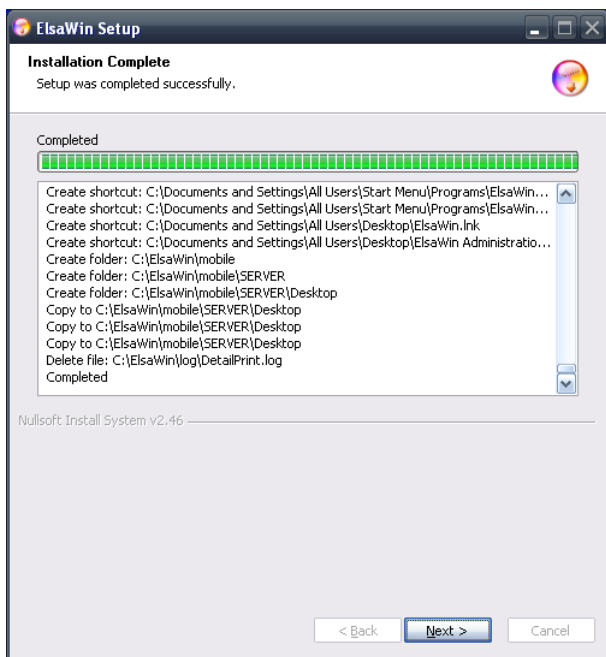 ElsaWin Setup
Installation Complete
Setup was completed successfully.
Completed
Create shortcut: C:\Documents and Settings\All Users\Start Menu\Programs\ElsaWin...
Create shortcut: C:\Documents and Settings\All Users\Start Menu\Programs\ElsaWin...
Create shortcut: C:\Documents and Settings\All Users\Desktop\ElsaWin.lnk
Create shortcut: C:\Documents and Settings\All Users\Desktop\ElsaWin Administratio...
Create folder: C:\ElsaWin\mobile
Create folder: C:\ElsaWin\mobile\SERVER
Create folder: C:\ElsaWin\mobile\SERVER\Desktop
Copy to C:\ElsaWin\mobile\SERVER\Desktop
Copy to C:\ElsaWin\mobile\SERVER\Desktop
Copy to C:\ElsaWin\mobile\SERVER\Desktop
Delete file: C:\ElsaWin\log\DetailPrint.log
Completed
Nullsoft Install System v2.46
< Back Next > Cancel